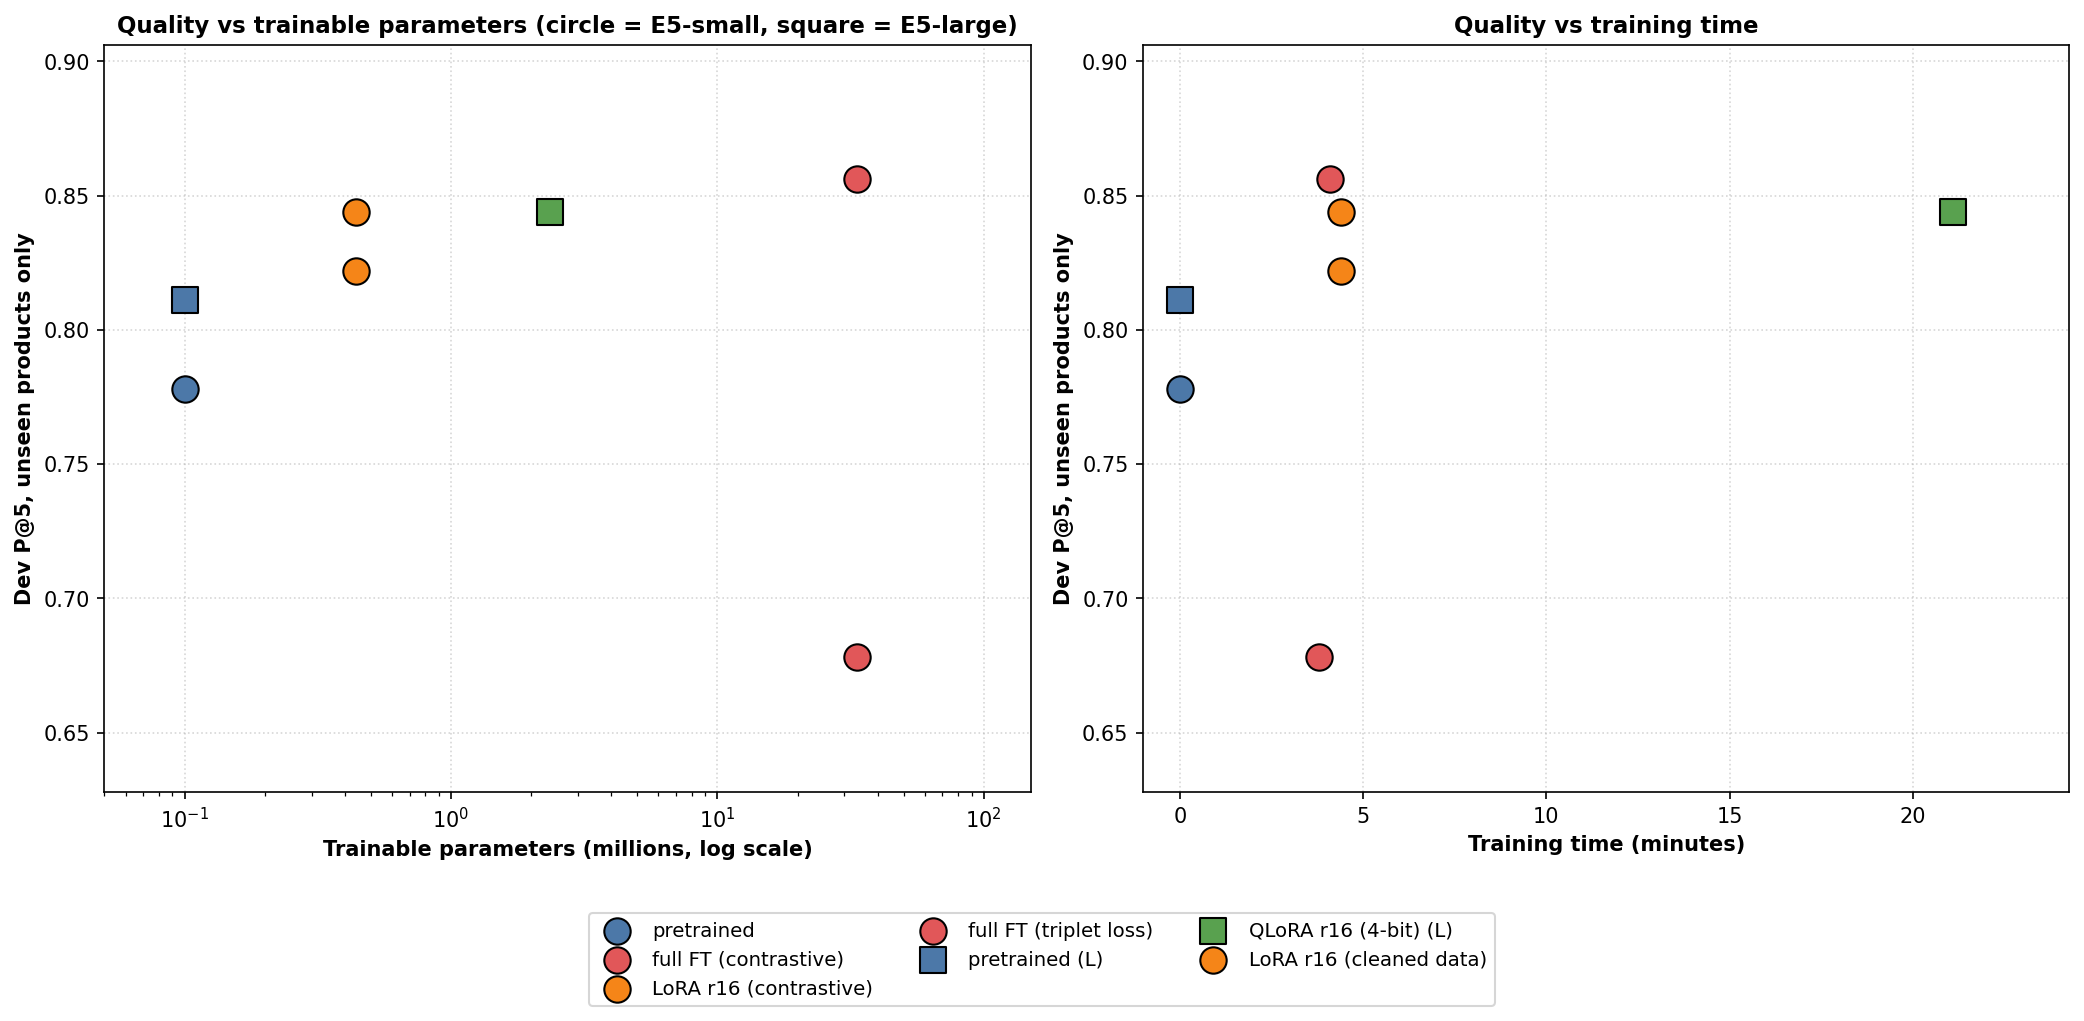 Quality vs trainable parameters (circle = E5-small, square = E5-large)
Dev P@5, unseen products only
0.90
0.85
0.80
0.75
0.70
0.65
10⁻¹
10⁰
10¹
10²
Trainable parameters (millions, log scale)
Quality vs training time
Dev P@5, unseen products only
0.90
0.85
0.80
0.75
0.70
0.65
0
5
10
15
20
Training time (minutes)
pretrained
full FT (contrastive)
LoRA r16 (contrastive)
full FT (triplet loss)
pretrained (L)
QLoRA r16 (4-bit) (L)
LoRA r16 (cleaned data)